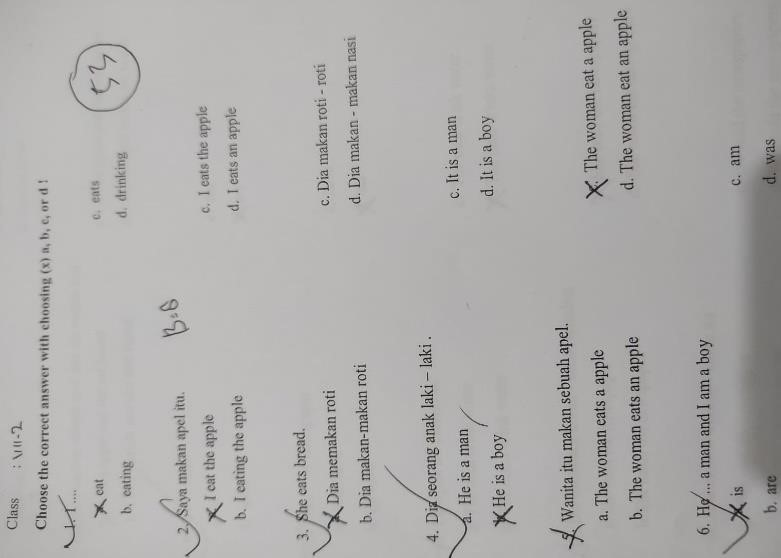 Class : VII-2
Choose the correct answer with choosing (x) a, b, c, or d !
53
1. I ....
eat
c. eats
b. eating
d. drinking
B=8
2. Saya makan apel itu.
I eat the apple
c. I eats the apple
b. I eating the apple
d. I eats an apple
3. She eats bread.
Dia memakan roti
c. Dia makan roti - roti
b. Dia makan-makan roti
d. Dia makan - makan nasi
4. Dia seorang anak laki – laki .
a. He is a man
c. It is a man
He is a boy
d. It is a boy
Wanita itu makan sebuah apel.
a. The woman eats a apple
The woman eat a apple
b. The woman eats an apple
d. The woman eat an apple
6. He ... a man and I am a boy
is
c. am
b. are
d. was